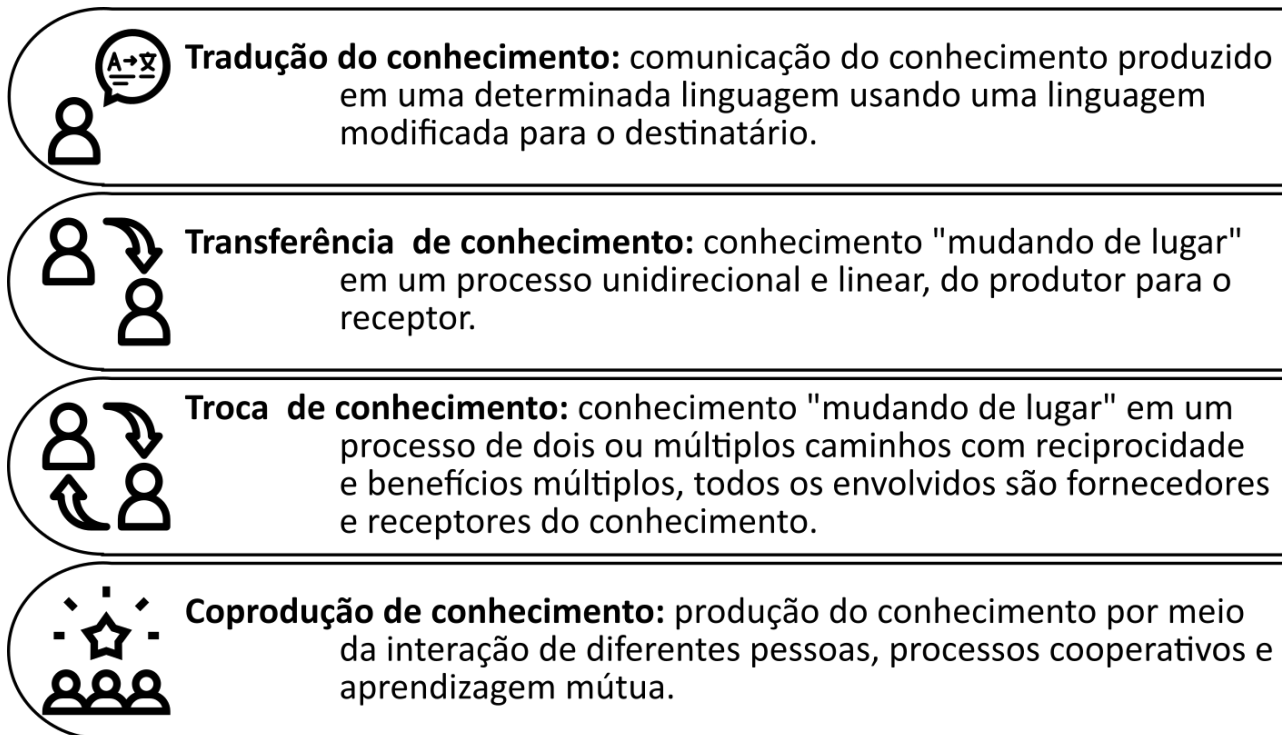 A→文
Tradução do conhecimento: comunicação do conhecimento produzido
em uma determinada linguagem usando uma linguagem
modificada para o destinatário.
Transferência de conhecimento: conhecimento "mudando de lugar"
em um processo unidirecional e linear, do produtor para o
receptor.
Troca de conhecimento: conhecimento "mudando de lugar" em um
processo de dois ou múltiplos caminhos com reciprocidade
e benefícios múltiplos, todos os envolvidos são fornecedores
e receptores do conhecimento.
Coprodução de conhecimento: produção do conhecimento por meio
da interação de diferentes pessoas, processos cooperativos e
aprendizagem mútua.